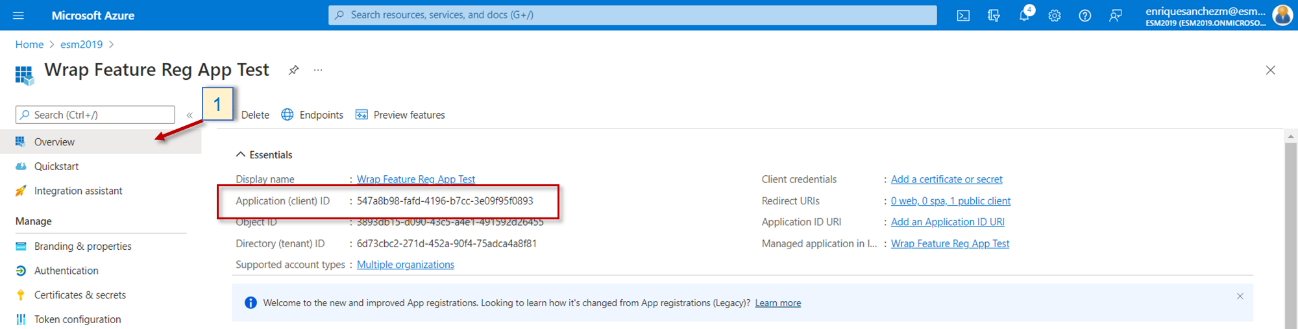 Microsoft Azure
Search resources, services, and docs (G+/)
4
enriquesanchezm@esm...
ESM2019 (ESM2019.ONMICROSO...
Home > esm2019 >
Wrap Feature Reg App Test
...
Search (Ctrl+/)
«
1
Delete
Endpoints
Preview features
Overview
Quickstart
Integration assistant
Manage
Branding & properties
Authentication
Certificates & secrets
Token configuration
Essentials
Display name : Wrap Feature Reg App Test
Application (client) ID : 547a8b98-fafd-4196-b7cc-3e09f95f0893
Object ID : 3893db15-d090-43c5-a4e1-491592d26455
Directory (tenant) ID : 6d73cbc2-271d-452a-90f4-75adca4a8f81
Supported account types : Multiple organizations
Client credentials : Add a certificate or secret
Redirect URIs : 0 web, 0 spa, 1 public client
Application ID URI : Add an Application ID URI
Managed application in l... : Wrap Feature Reg App Test
Welcome to the new and improved App registrations. Looking to learn how it's changed from App registrations (Legacy)? Learn more